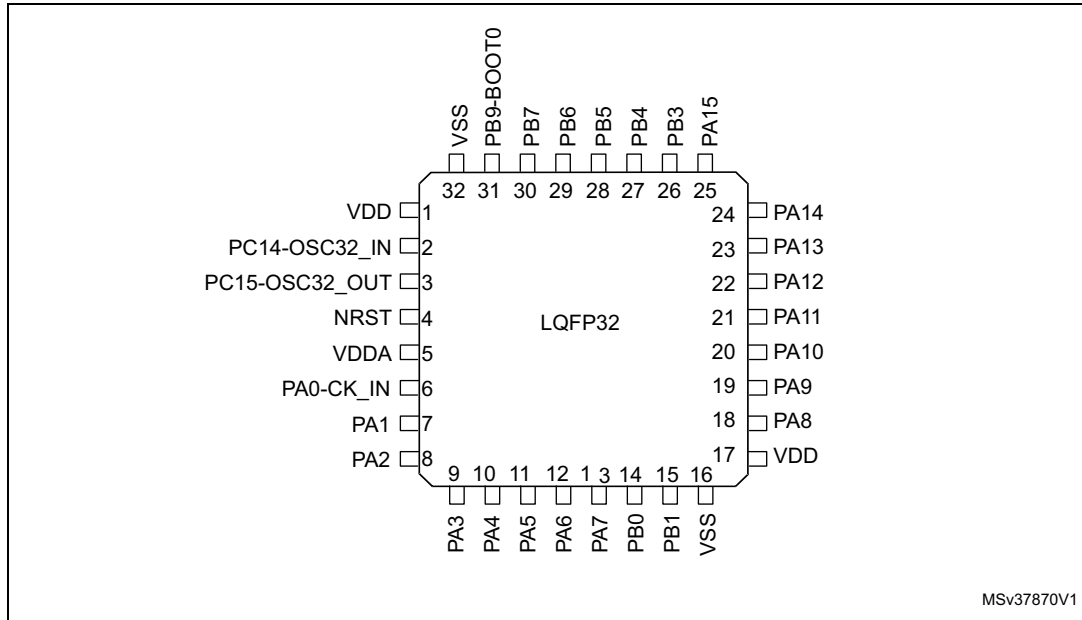 VSS
PB9-BOOT0
PB7
PB6
PB5
PB4
PB3
PA15
32 31 30 29 28 27 26 25
VDD 1
PC14-OSC32_IN 2
PC15-OSC32_OUT 3
NRST 4
VDDA 5
PA0-CK_IN 6
PA1 7
PA2 8
LQFP32
24 PA14
23 PA13
22 PA12
21 PA11
20 PA10
19 PA9
18 PA8
17 VDD
9 10 11 12 1 3 14 15 16
PA3
PA4
PA5
PA6
PA7
PB0
PB1
VSS
MSv37870V1